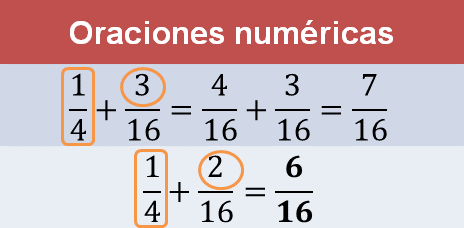 Oraciones numéricas
1/4 + 3/16 = 4/16 + 3/16 = 7/16
1/4 + 2/16 = 6/16